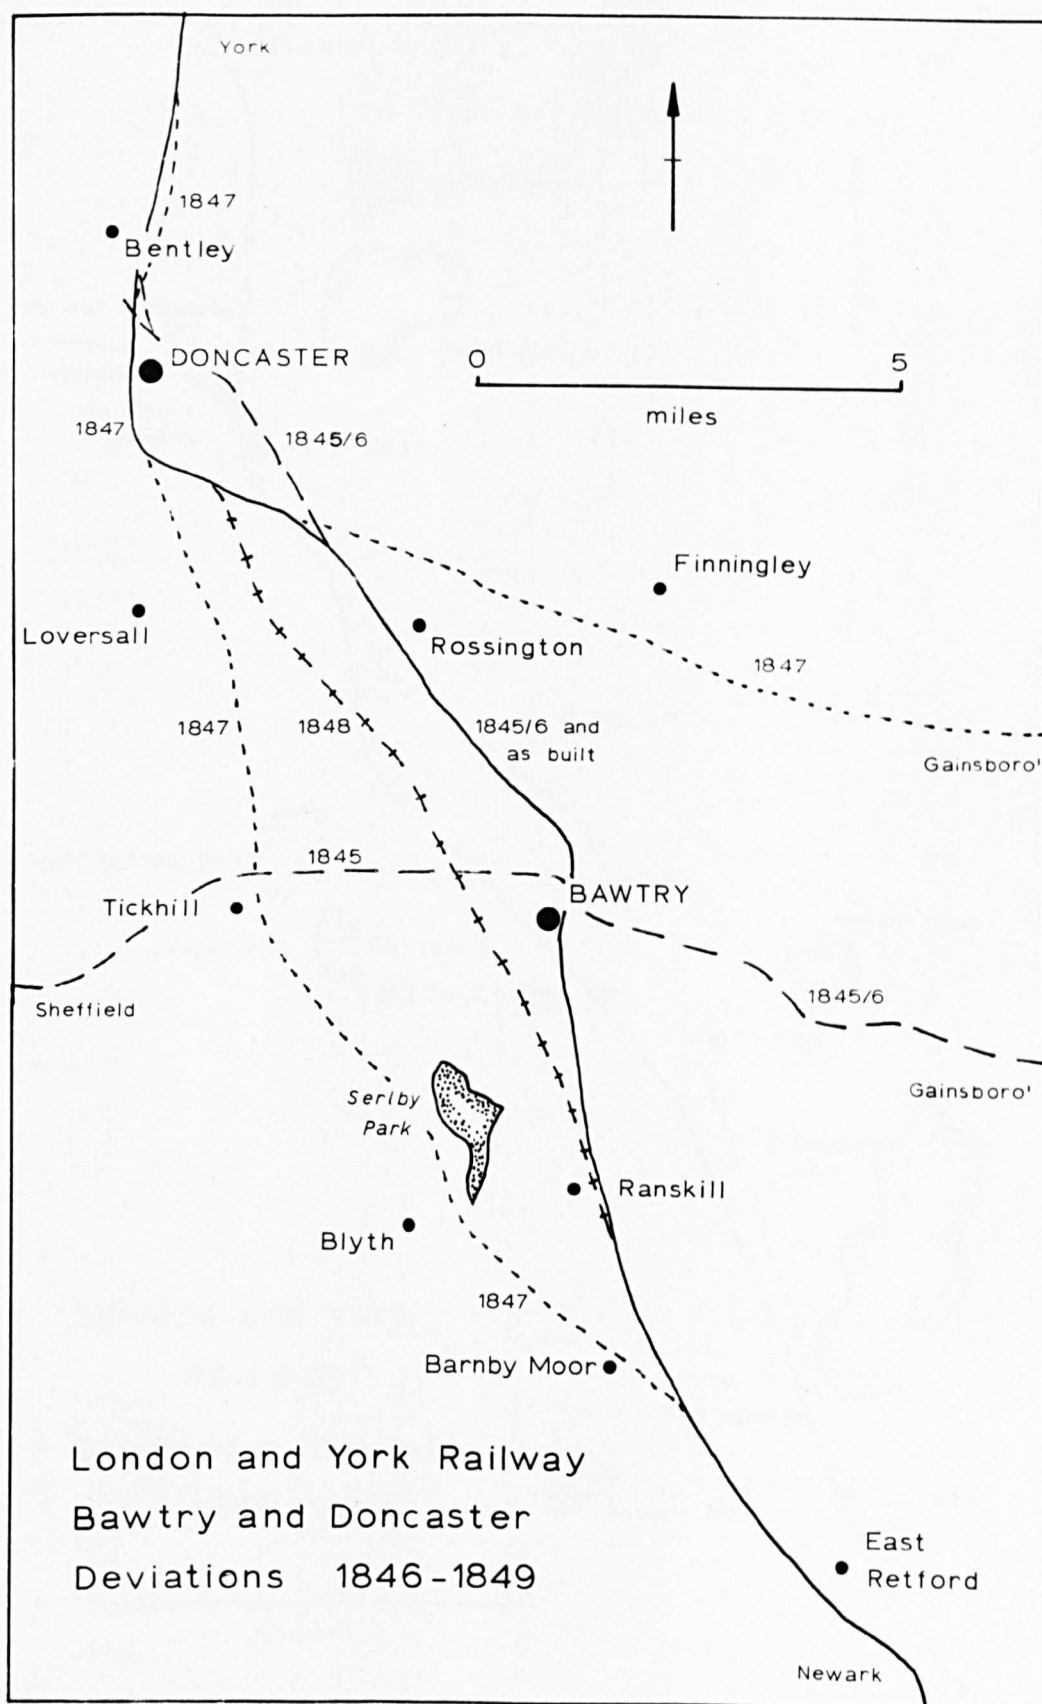 York
1847
Bentley
DONCASTER
0 5
miles
1847
1845/6
Finningley
Loversall
Rossington
1847
1847
1848
1845/6 and
as built
Gainsboro'
1845
BAWTRY
Tickhill
1845/6
Sheffield
Serlby
Park
Gainsboro'
Ranskill
Blyth
1847
Barnby Moor
London and York Railway
Bawtry and Doncaster
Deviations 1846-1849
East
Retford
Newark